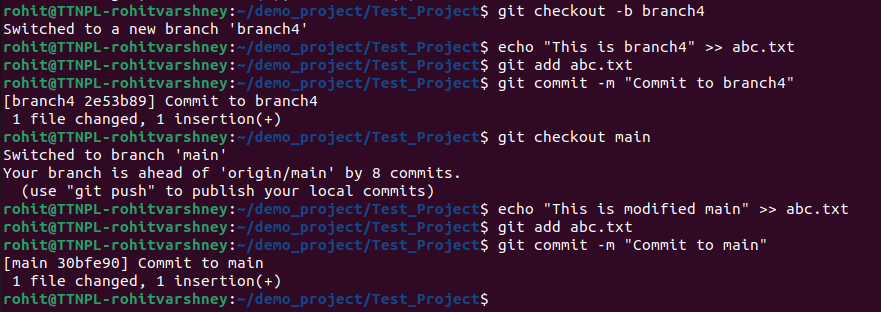 rohit@TTNPL-rohitvarshney:~/demo_project/Test_Project$ git checkout -b branch4
Switched to a new branch 'branch4'
rohit@TTNPL-rohitvarshney:~/demo_project/Test_Project$ echo "This is branch4" >> abc.txt
rohit@TTNPL-rohitvarshney:~/demo_project/Test_Project$ git add abc.txt
rohit@TTNPL-rohitvarshney:~/demo_project/Test_Project$ git commit -m "Commit to branch4"
[branch4 2e53b89] Commit to branch4
 1 file changed, 1 insertion(+)
rohit@TTNPL-rohitvarshney:~/demo_project/Test_Project$ git checkout main
Switched to branch 'main'
Your branch is ahead of 'origin/main' by 8 commits.
  (use "git push" to publish your local commits)
rohit@TTNPL-rohitvarshney:~/demo_project/Test_Project$ echo "This is modified main" >> abc.txt
rohit@TTNPL-rohitvarshney:~/demo_project/Test_Project$ git add abc.txt
rohit@TTNPL-rohitvarshney:~/demo_project/Test_Project$ git commit -m "Commit to main"
[main 30bfe90] Commit to main
 1 file changed, 1 insertion(+)
rohit@TTNPL-rohitvarshney:~/demo_project/Test_Project$